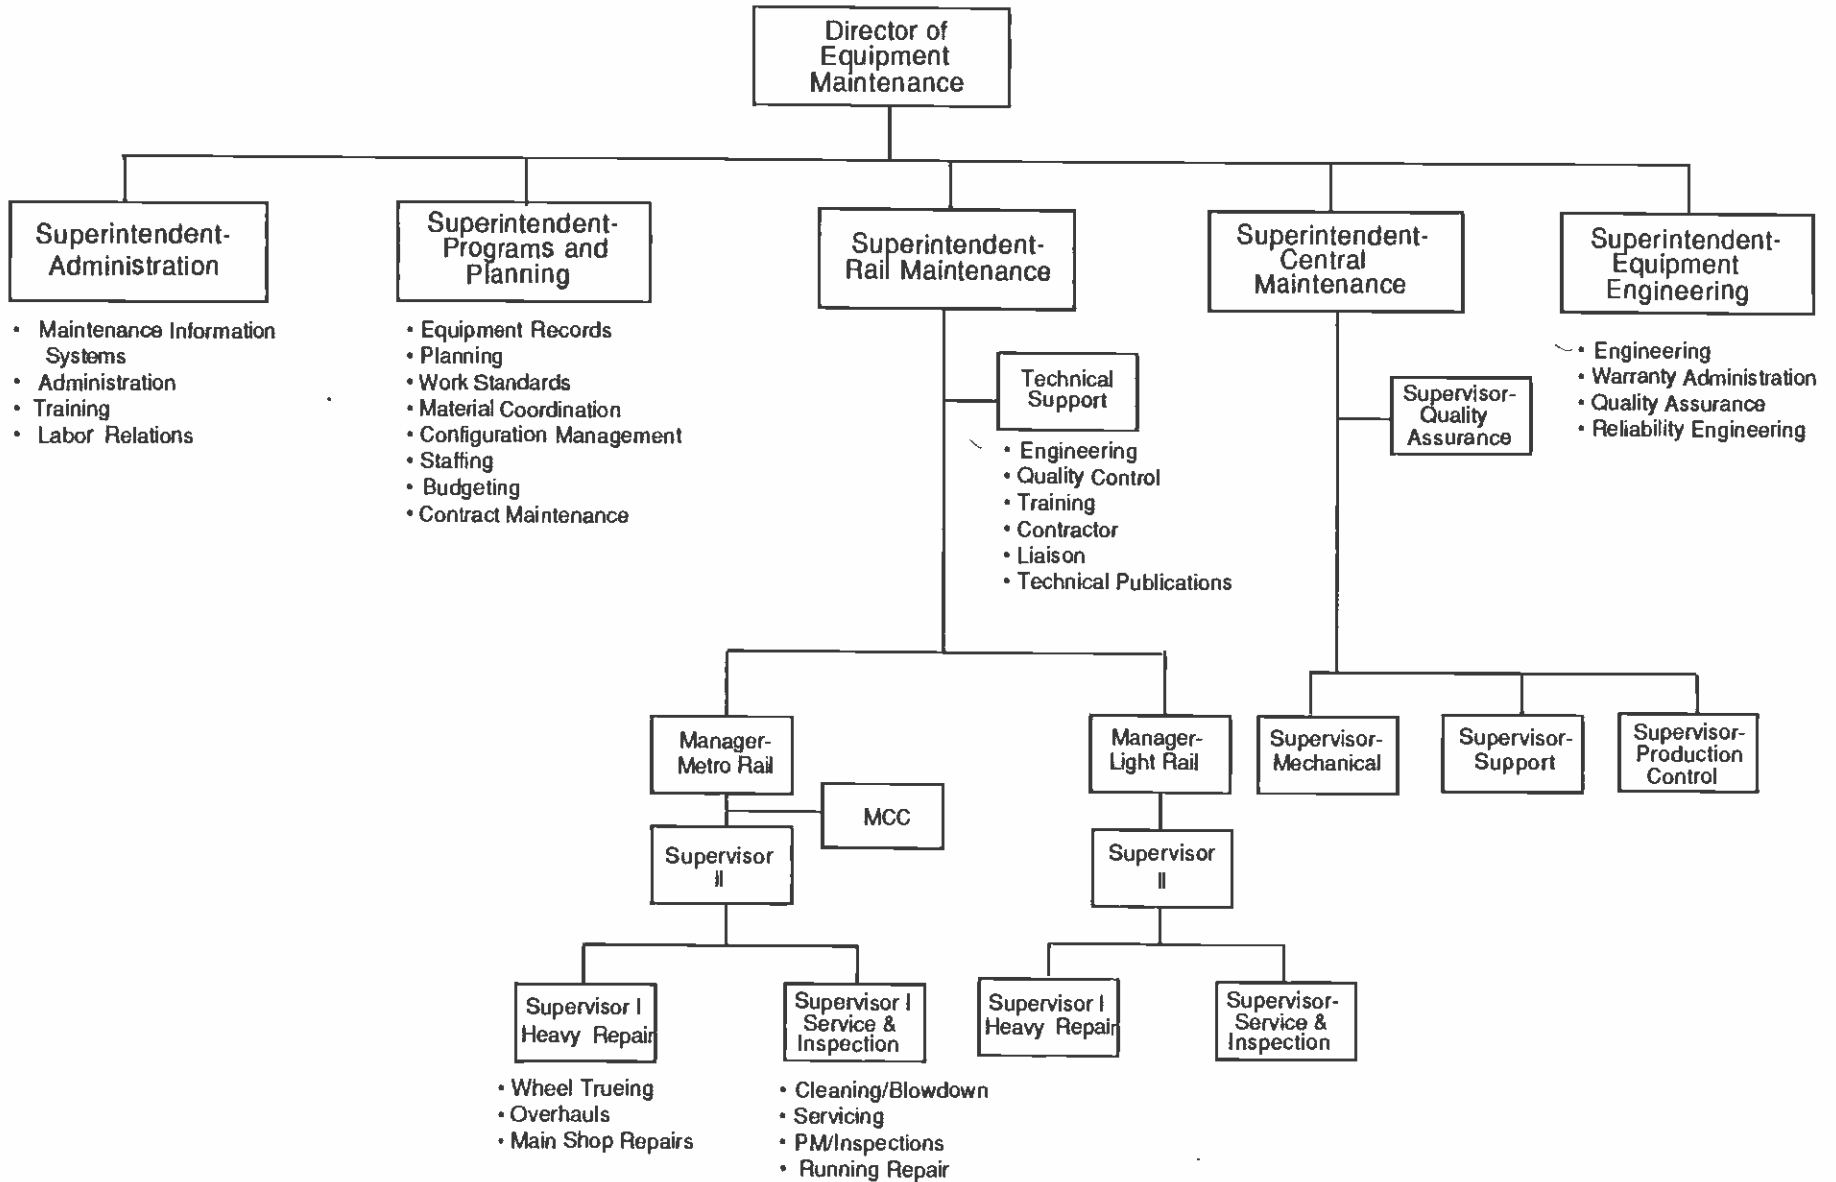 Director of
Equipment
Maintenance
Superintendent-
Administration
• Maintenance Information
Systems
• Administration
• Training
• Labor Relations
Superintendent-
Programs and
Planning
• Equipment Records
• Planning
• Work Standards
• Material Coordination
• Configuration Management
• Staffing
• Budgeting
• Contract Maintenance
Superintendent-
Rail Maintenance
Technical
Support
• Engineering
• Quality Control
• Training
• Contractor
• Liaison
• Technical Publications
Superintendent-
Central
Maintenance
Supervisor-
Quality
Assurance
Superintendent-
Equipment
Engineering
• Engineering
• Warranty Administration
• Quality Assurance
• Reliability Engineering
Manager-
Metro Rail
MCC
Supervisor
II
Manager-
Light Rail
Supervisor
II
Supervisor-
Mechanical
Supervisor-
Support
Supervisor-
Production
Control
Supervisor I
Heavy Repair
• Wheel Trueing
• Overhauls
• Main Shop Repairs
Supervisor I
Service &
Inspection
• Cleaning/Blowdown
• Servicing
• PM/Inspections
• Running Repair
Supervisor I
Heavy Repair
Supervisor-
Service &
Inspection